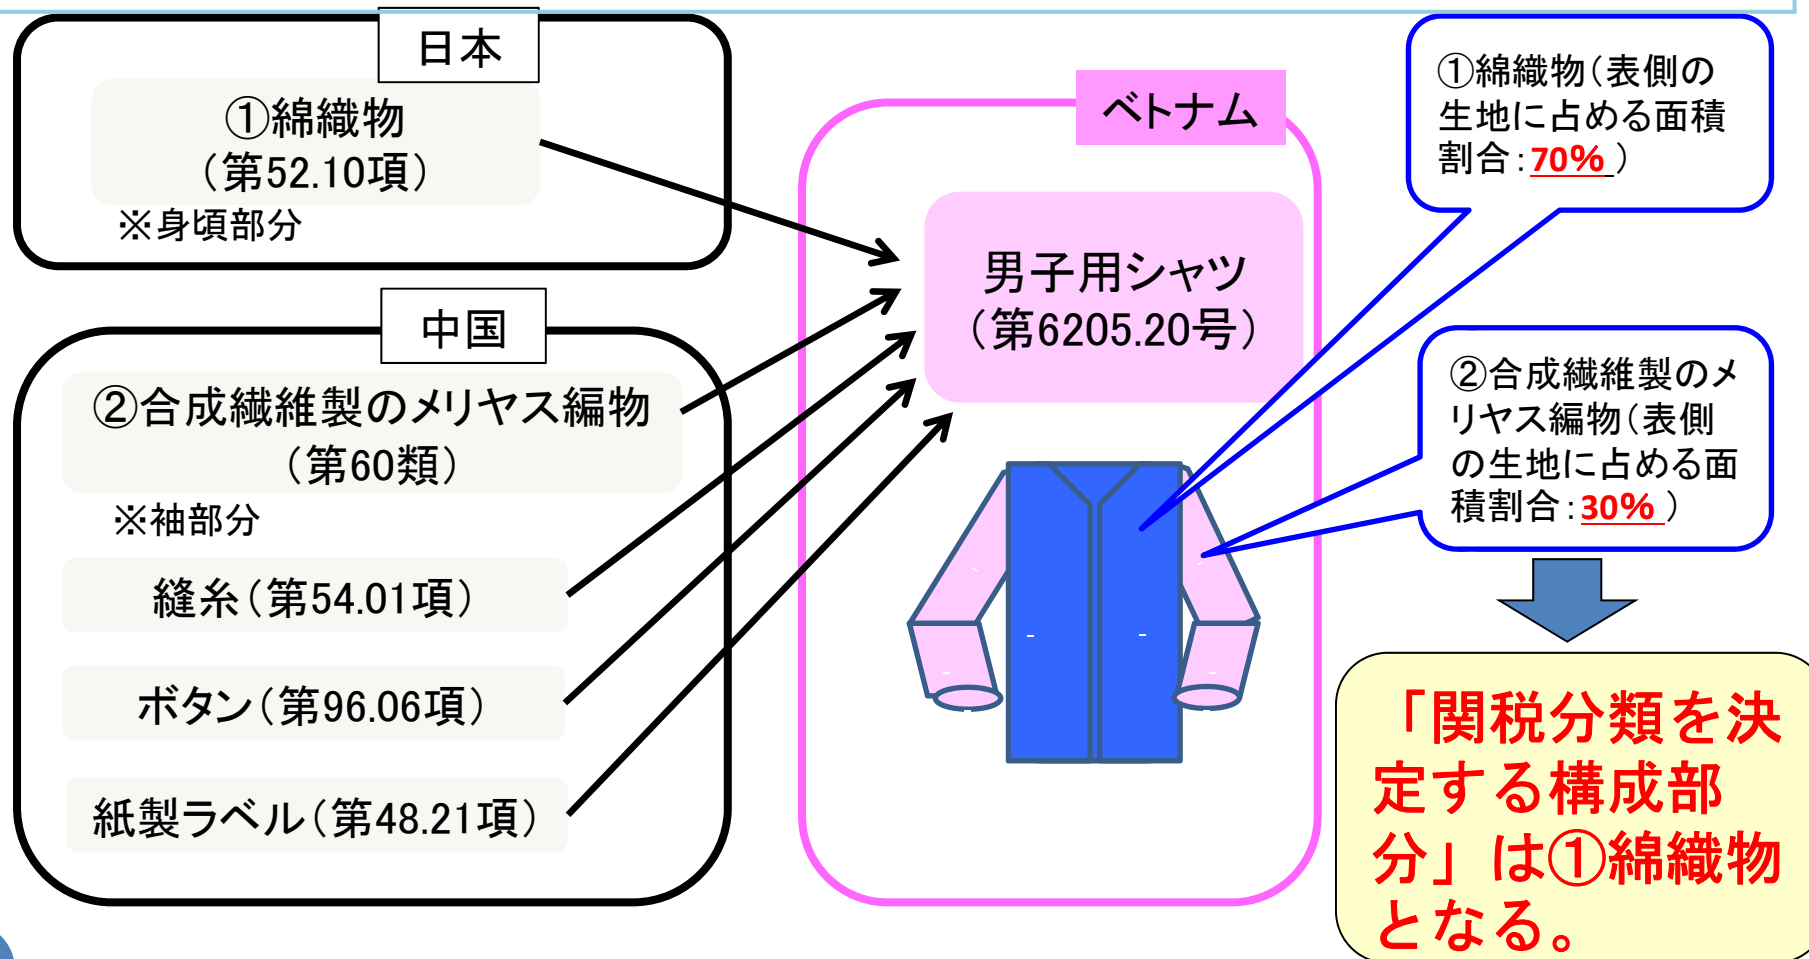 日本
①綿織物
（第52.10項）
※身頃部分
中国
②合成繊維製のメリヤス編物
（第60類）
※袖部分
縫糸（第54.01項）
ボタン（第96.06項）
紙製ラベル（第48.21項）
ベトナム
男子用シャツ
（第6205.20号）
①綿織物（表側の
生地に占める面積
割合：70％ ）
②合成繊維製のメ
リヤス編物（表側
の生地に占める面
積割合：30％ ）
「関税分類を決
定する構成部
分」は①綿織物
となる。